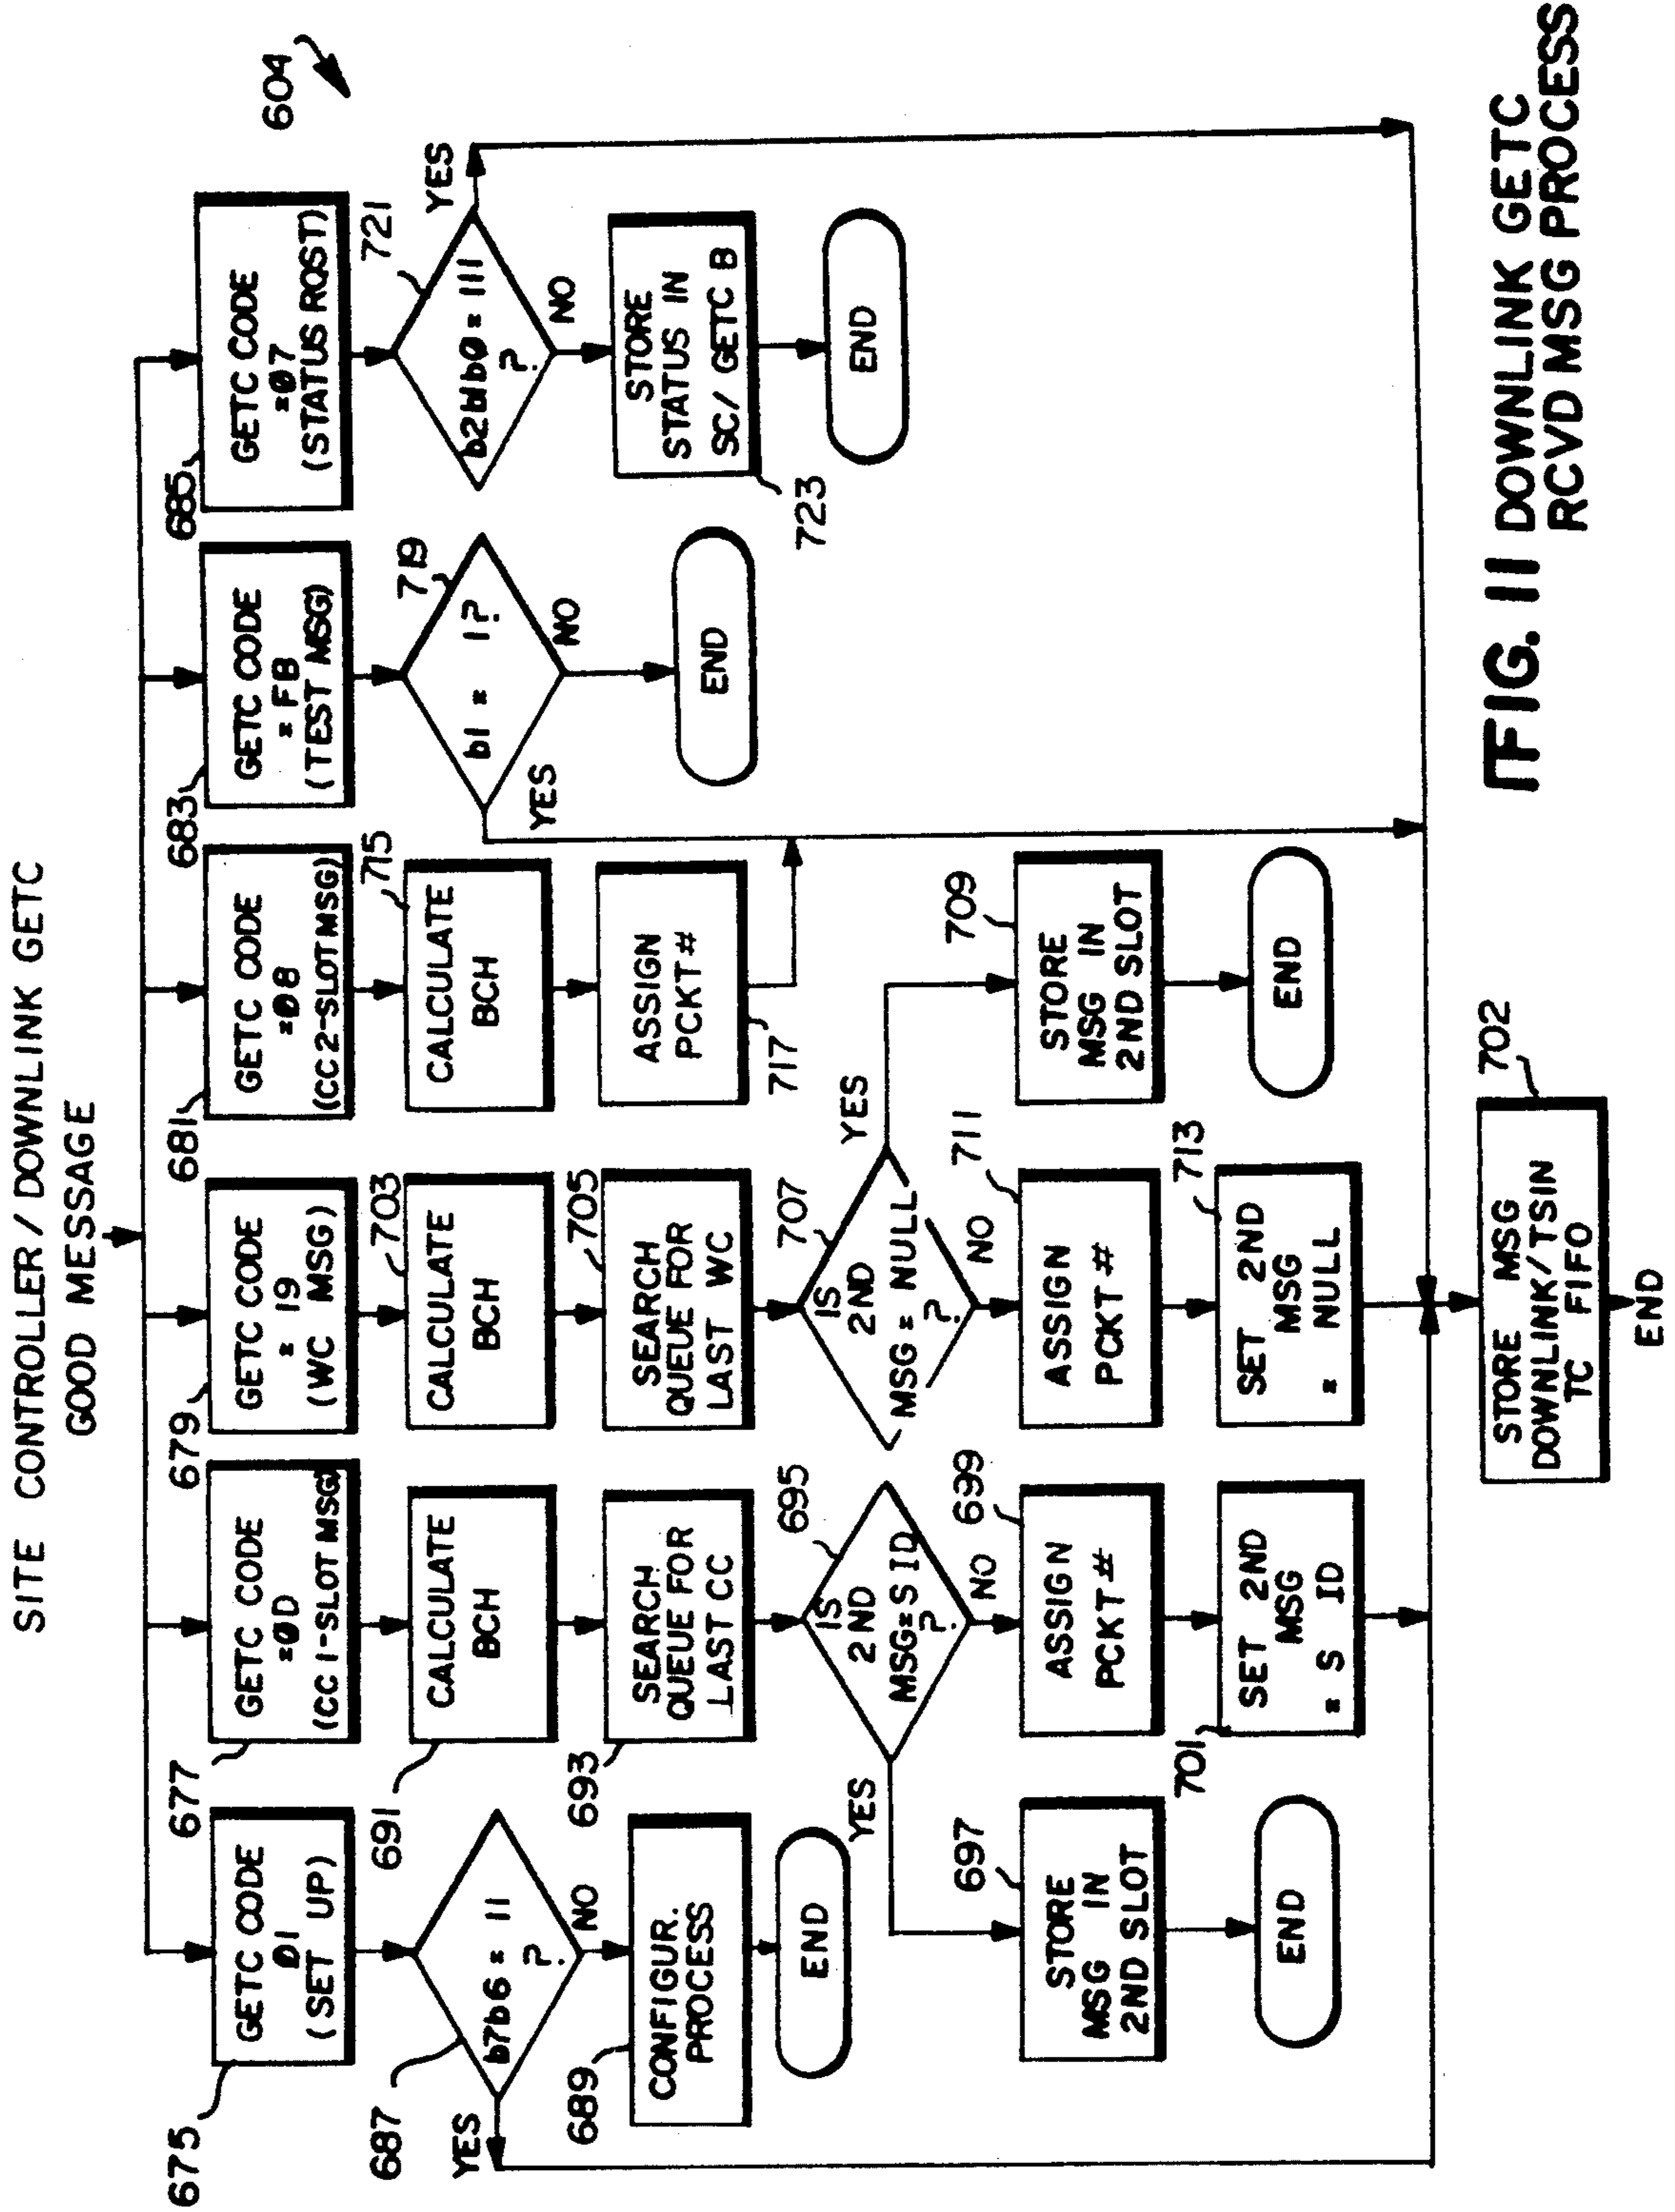 SITE CONTROLLER/DOWNLINK GETC
GOOD MESSAGE
604
675
GETC CODE
01
(SET UP)
677
GETC CODE
=0D
(CC 1-SLOT MSG)
679
GETC CODE
= 19
(WC MSG)
681
GETC CODE
=08
(CC 2-SLOT MSG)
683
GETC CODE
= FB
(TEST MSG)
685
GETC CODE
=07
(STATUS RQST)
687
b7b6 = 11
?
YES
NO
689
CONFIGUR.
PROCESS
END
691
CALCULATE
BCH
693
SEARCH
QUEUE FOR
LAST CC
695
IS
2ND
MSG=S ID
?
YES
NO
697
STORE
MSG IN
2ND SLOT
END
699
ASSIGN
PCKT#
701
SET 2ND
MSG
= S ID
703
CALCULATE
BCH
705
SEARCH
QUEUE FOR
LAST WC
707
IS
2ND
MSG = NULL
?
YES
NO
709
STORE
MSG IN
2ND SLOT
END
711
ASSIGN
PCKT#
713
SET 2ND
MSG
= NULL
715
CALCULATE
BCH
717
ASSIGN
PCKT#
719
b1 = 1?
YES
NO
END
721
b2b1b0 = 111
?
YES
NO
723
STORE
STATUS IN
SC/ GETC B
END
702
STORE MSG
DOWNLINK/TSIN
TC FIFO
END
FIG. 11 DOWNLINK GETC
RCVD MSG PROCESS